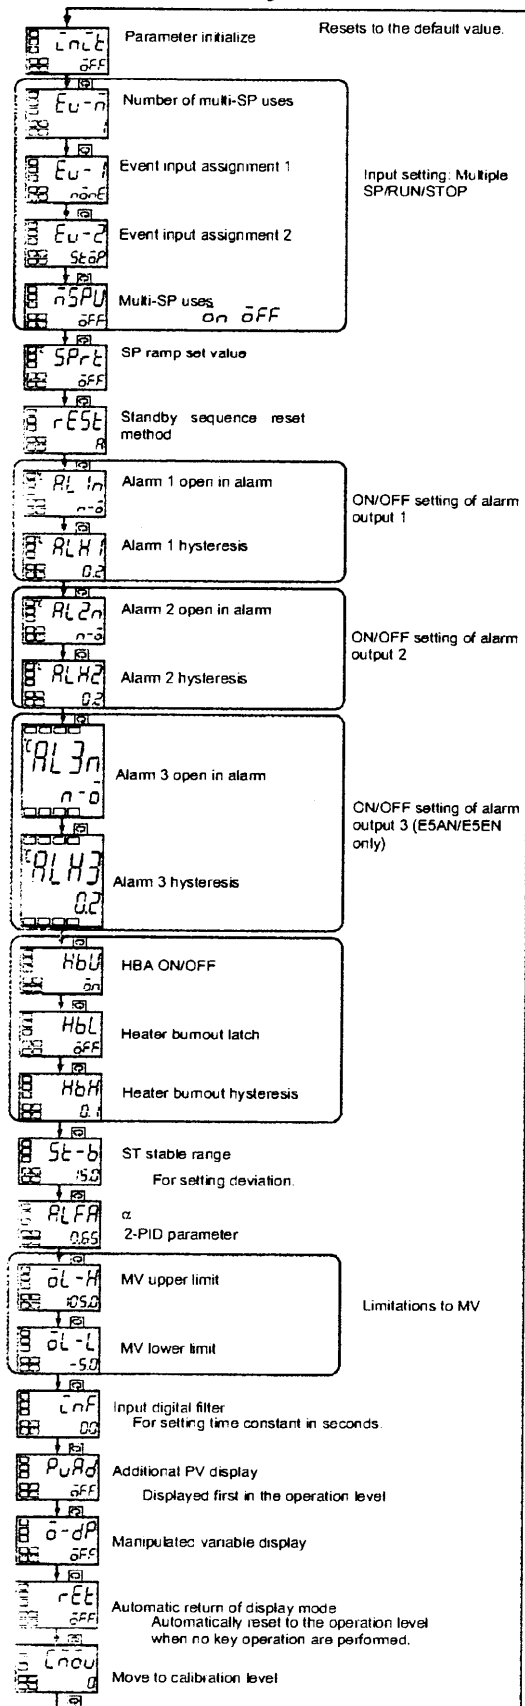 Resets to the default value.
init
Parameter initialize
oFF
Eu-n
Number of multi-SP uses
1
Eu-1
Event input assignment 1
nonE
Input setting: Multiple
SP/RUN/STOP
Eu-2
Event input assignment 2
StoP
nSPU
Multi-SP uses
on oFF
oFF
SPrt
SP ramp set value
oFF
rESt
Standby sequence reset
method
A
AL1n
Alarm 1 open in alarm
n-o
ON/OFF setting of alarm
output 1
ALH1
Alarm 1 hysteresis
0.2
AL2n
Alarm 2 open in alarm
n-o
ON/OFF setting of alarm
output 2
ALH2
Alarm 2 hysteresis
0.2
AL3n
Alarm 3 open in alarm
n-o
ON/OFF setting of alarm
output 3 (E5AN/E5EN
only)
ALH3
Alarm 3 hysteresis
0.2
HbU
HBA ON/OFF
on
HbL
Heater burnout latch
oFF
HbH
Heater burnout hysteresis
0.1
St-b
ST stable range
15.0
For setting deviation.
ALFA
α
0.65
2-PID parameter
oL-H
MV upper limit
105.0
Limitations to MV
oL-L
MV lower limit
-5.0
inF
Input digital filter
0.0
For setting time constant in seconds.
PuAd
Additional PV display
oFF
Displayed first in the operation level
o-dP
Manipulated variable display
oFF
rEt
Automatic return of display mode
oFF
Automatically reset to the operation level
when no key operation are performed.
Cnou
Move to calibration level
0